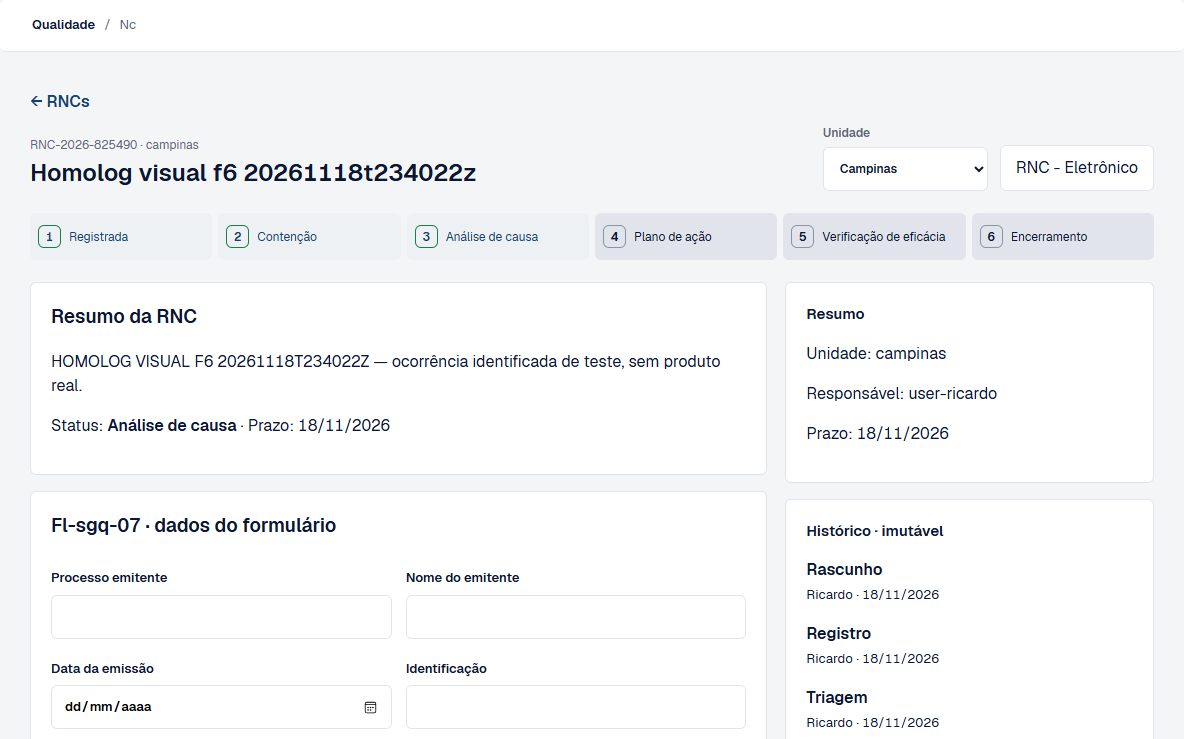 Qualidade / Nc
← RNCs
RNC-2026-825490 · campinas
Homolog visual f6 20261118t234022z
Unidade
Campinas
RNC - Eletrônico
1 Registrada
2 Contenção
3 Análise de causa
4 Plano de ação
5 Verificação de eficácia
6 Encerramento
Resumo da RNC
HOMOLOG VISUAL F6 20261118T234022Z — ocorrência identificada de teste, sem produto
real.
Status: Análise de causa · Prazo: 18/11/2026
Fl-sgq-07 · dados do formulário
Processo emitente
Nome do emitente
Data da emissão
Identificação
dd/mm/aaaa
Resumo
Unidade: campinas
Responsável: user-ricardo
Prazo: 18/11/2026
Histórico · imutável
Rascunho
Ricardo · 18/11/2026
Registro
Ricardo · 18/11/2026
Triagem
Ricardo · 18/11/2026